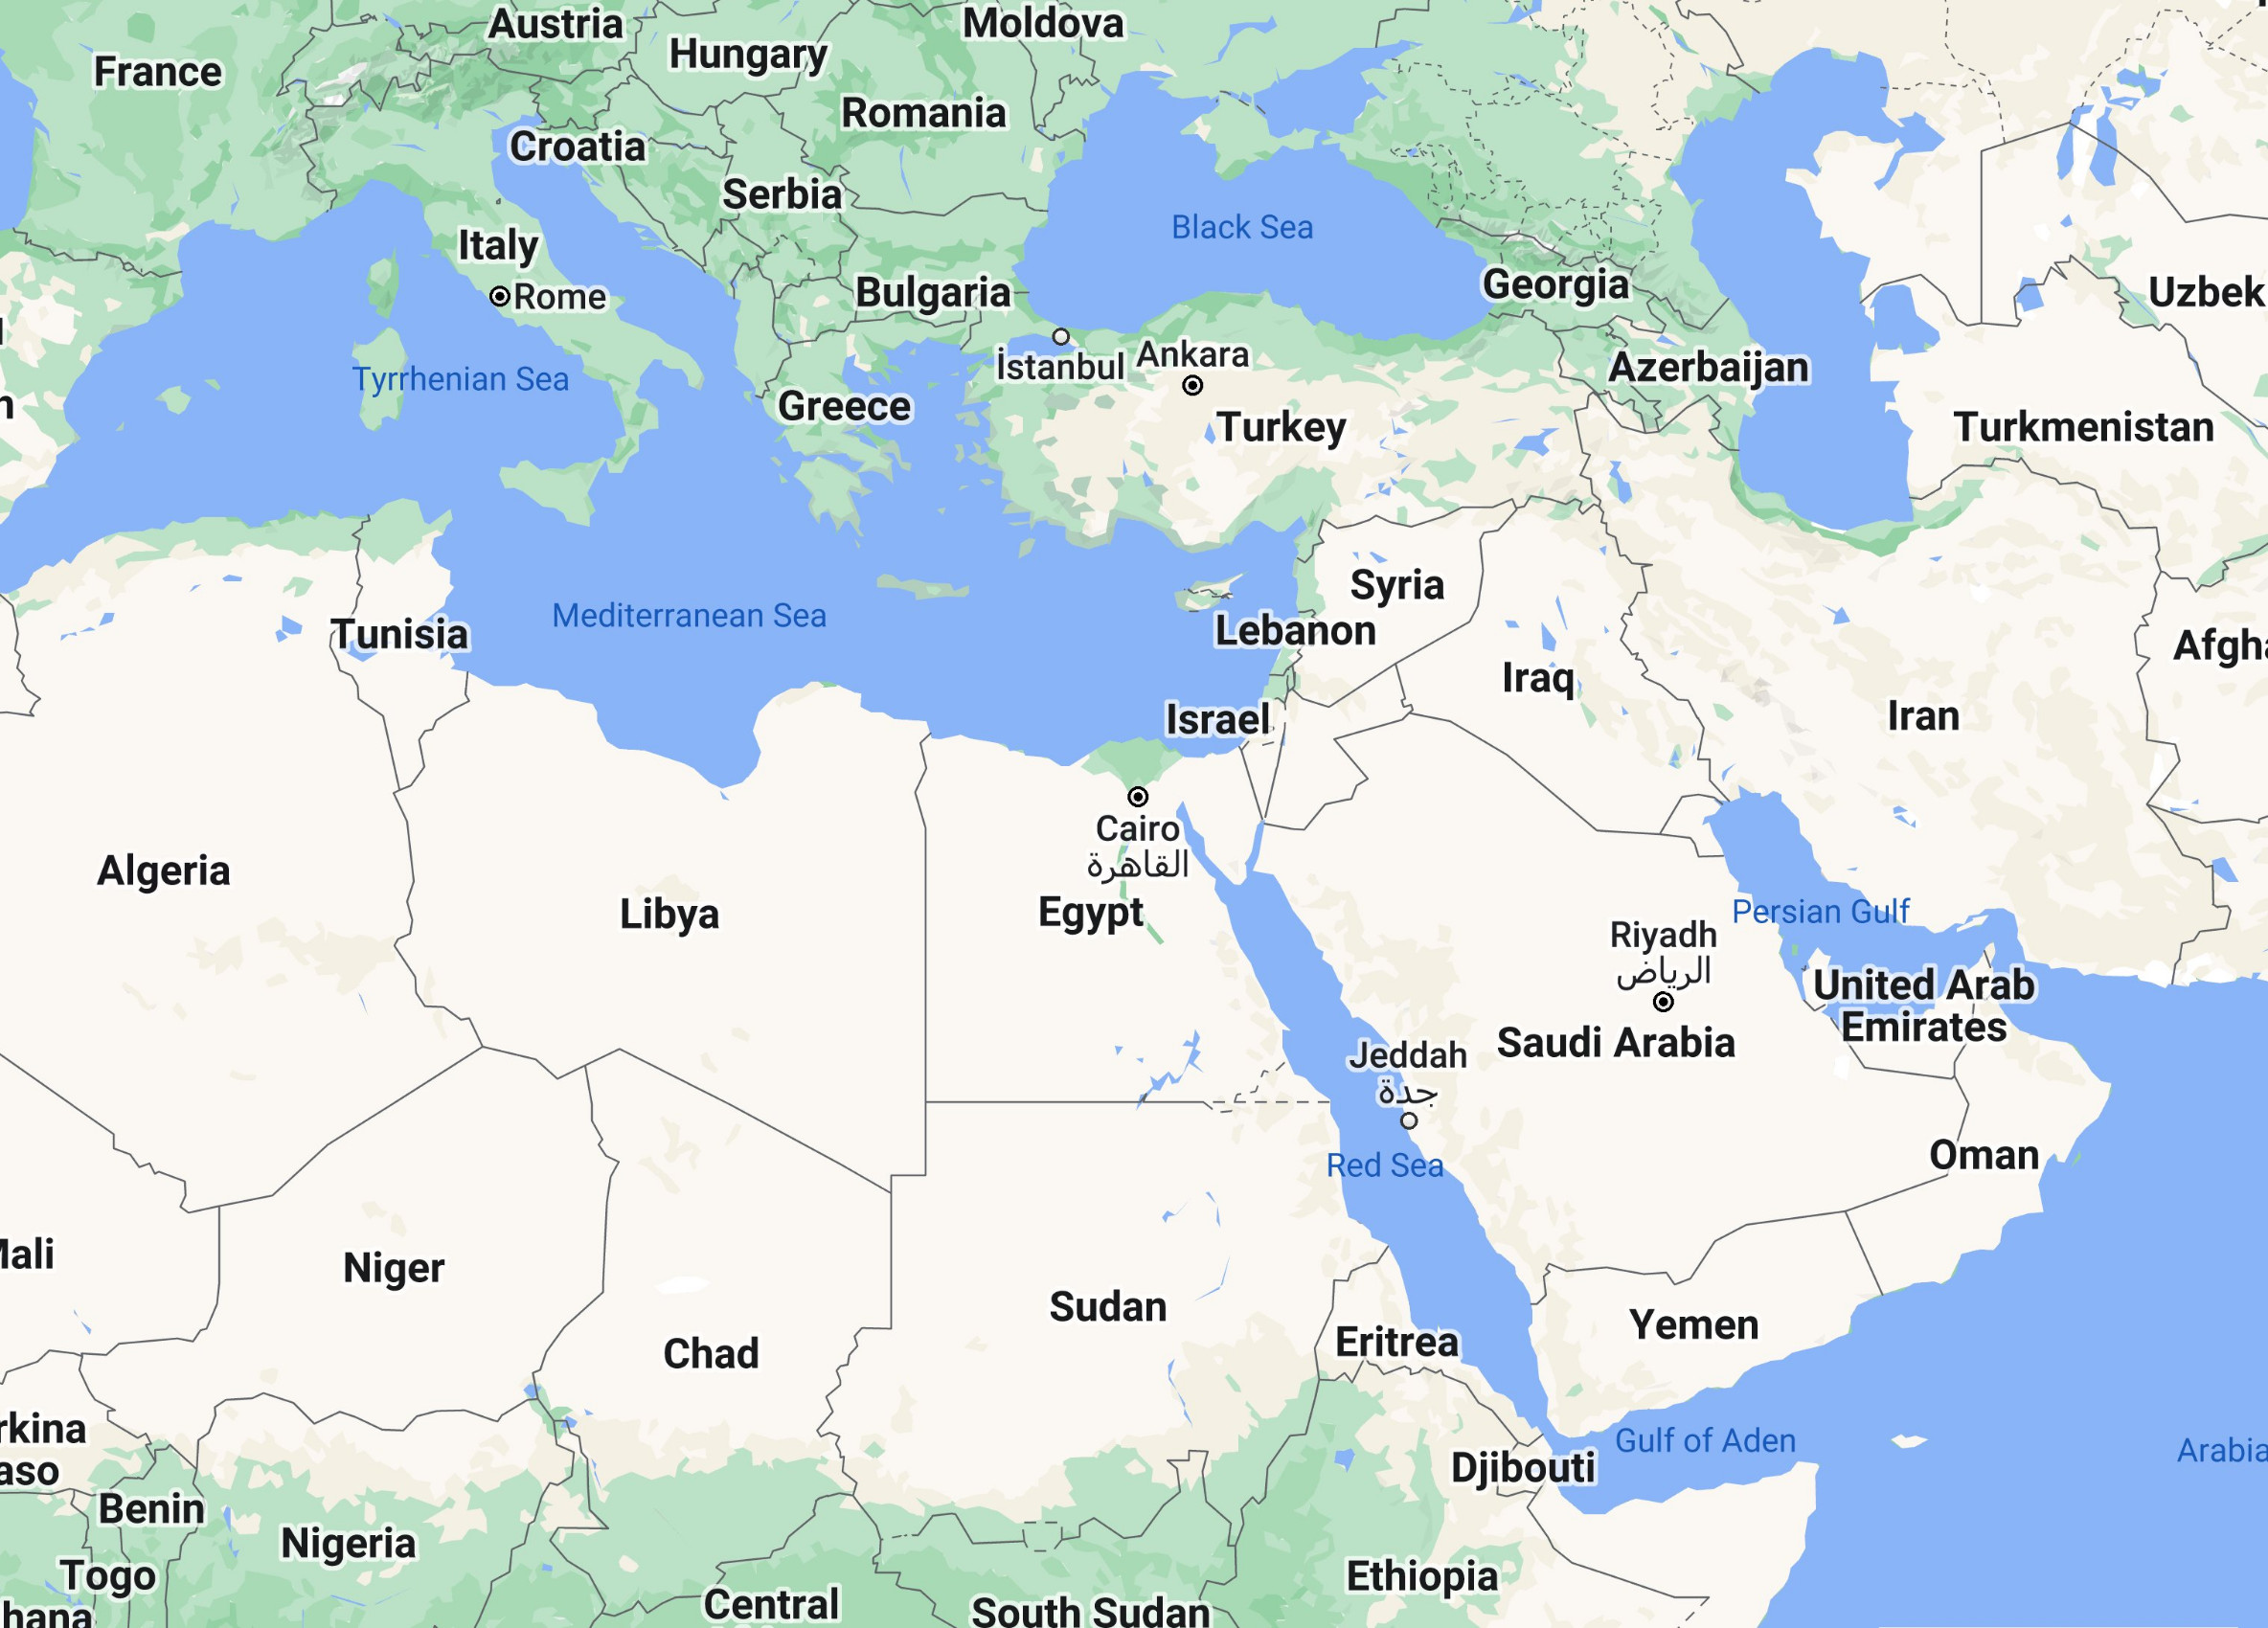 Austria
Moldova
France
Hungary
Romania
Croatia
Serbia
Black Sea
Italy
Georgia
Bulgaria
Uzbek
Rome
İstanbul
Ankara
Azerbaijan
Tyrrhenian Sea
n
Greece
Turkey
Turkmenistan
Syria
Mediterranean Sea
Tunisia
Lebanon
Afgha
Iraq
Israel
Iran
Cairo
القاهرة
Algeria
Libya
Egypt
Persian Gulf
Riyadh
الرياض
United Arab
Emirates
Saudi Arabia
Jeddah
جدة
Oman
Red Sea
Mali
Niger
Sudan
Yemen
Eritrea
Chad
rkina
aso
Gulf of Aden
Arabia
Djibouti
Benin
Nigeria
Togo
Ethiopia
Central
South Sudan
hana